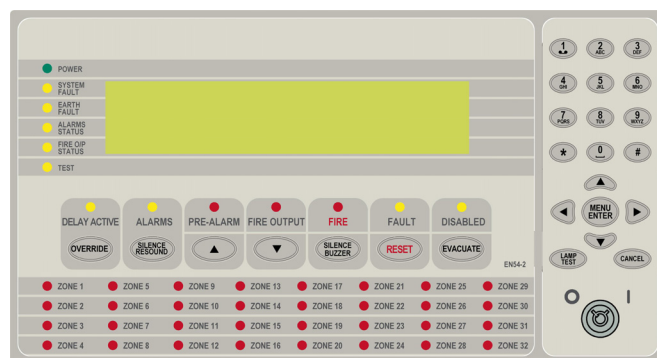 POWER
SYSTEM
FAULT
EARTH
FAULT
ALARMS
STATUS
FIRE O/P
STATUS
TEST
DELAY ACTIVE ALARMS PRE-ALARM FIRE OUTPUT FIRE FAULT DISABLED
OVERRIDE SILENCE RESOUND SILENCE BUZZER RESET EVACUATE
EN54-2
ZONE 1 ZONE 5 ZONE 9 ZONE 13 ZONE 17 ZONE 21 ZONE 25 ZONE 29
ZONE 2 ZONE 6 ZONE 10 ZONE 14 ZONE 18 ZONE 22 ZONE 26 ZONE 30
ZONE 3 ZONE 7 ZONE 11 ZONE 15 ZONE 19 ZONE 23 ZONE 27 ZONE 31
ZONE 4 ZONE 8 ZONE 12 ZONE 16 ZONE 20 ZONE 24 ZONE 28 ZONE 32
1 2 ABC 3 DEF
4 GHI 5 JKL 6 MNO
7 PQRS 8 TUV 9 WXYZ
* 0 #
MENU
ENTER
LAMP
TEST
CANCEL
O I